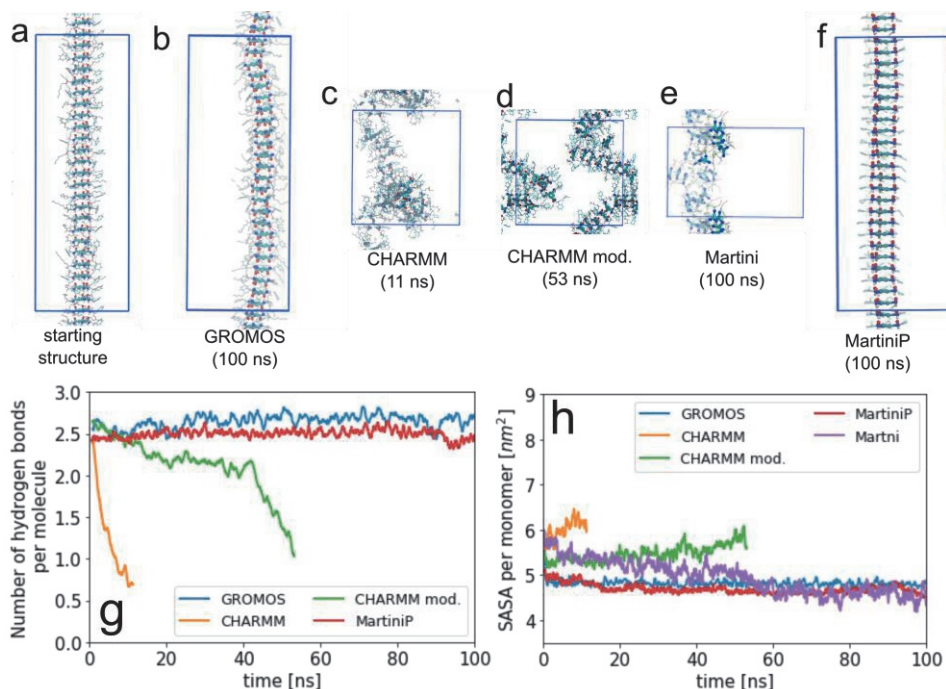 a
b
c
d
e
f
starting
structure
GROMOS
(100 ns)
CHARMM
(11 ns)
CHARMM mod.
(53 ns)
Martini
(100 ns)
MartiniP
(100 ns)
Number of hydrogen bonds
per molecule
3.0
2.5
2.0
1.5
1.0
0.5
0.0
g
GROMOS
CHARMM
CHARMM mod.
MartiniP
0 20 40 60 80 100
time [ns]
SASA per monomer [nm²]
9
8
7
6
5
4
h
GROMOS
CHARMM
CHARMM mod.
MartiniP
Martni
0 20 40 60 80 100
time [ns]